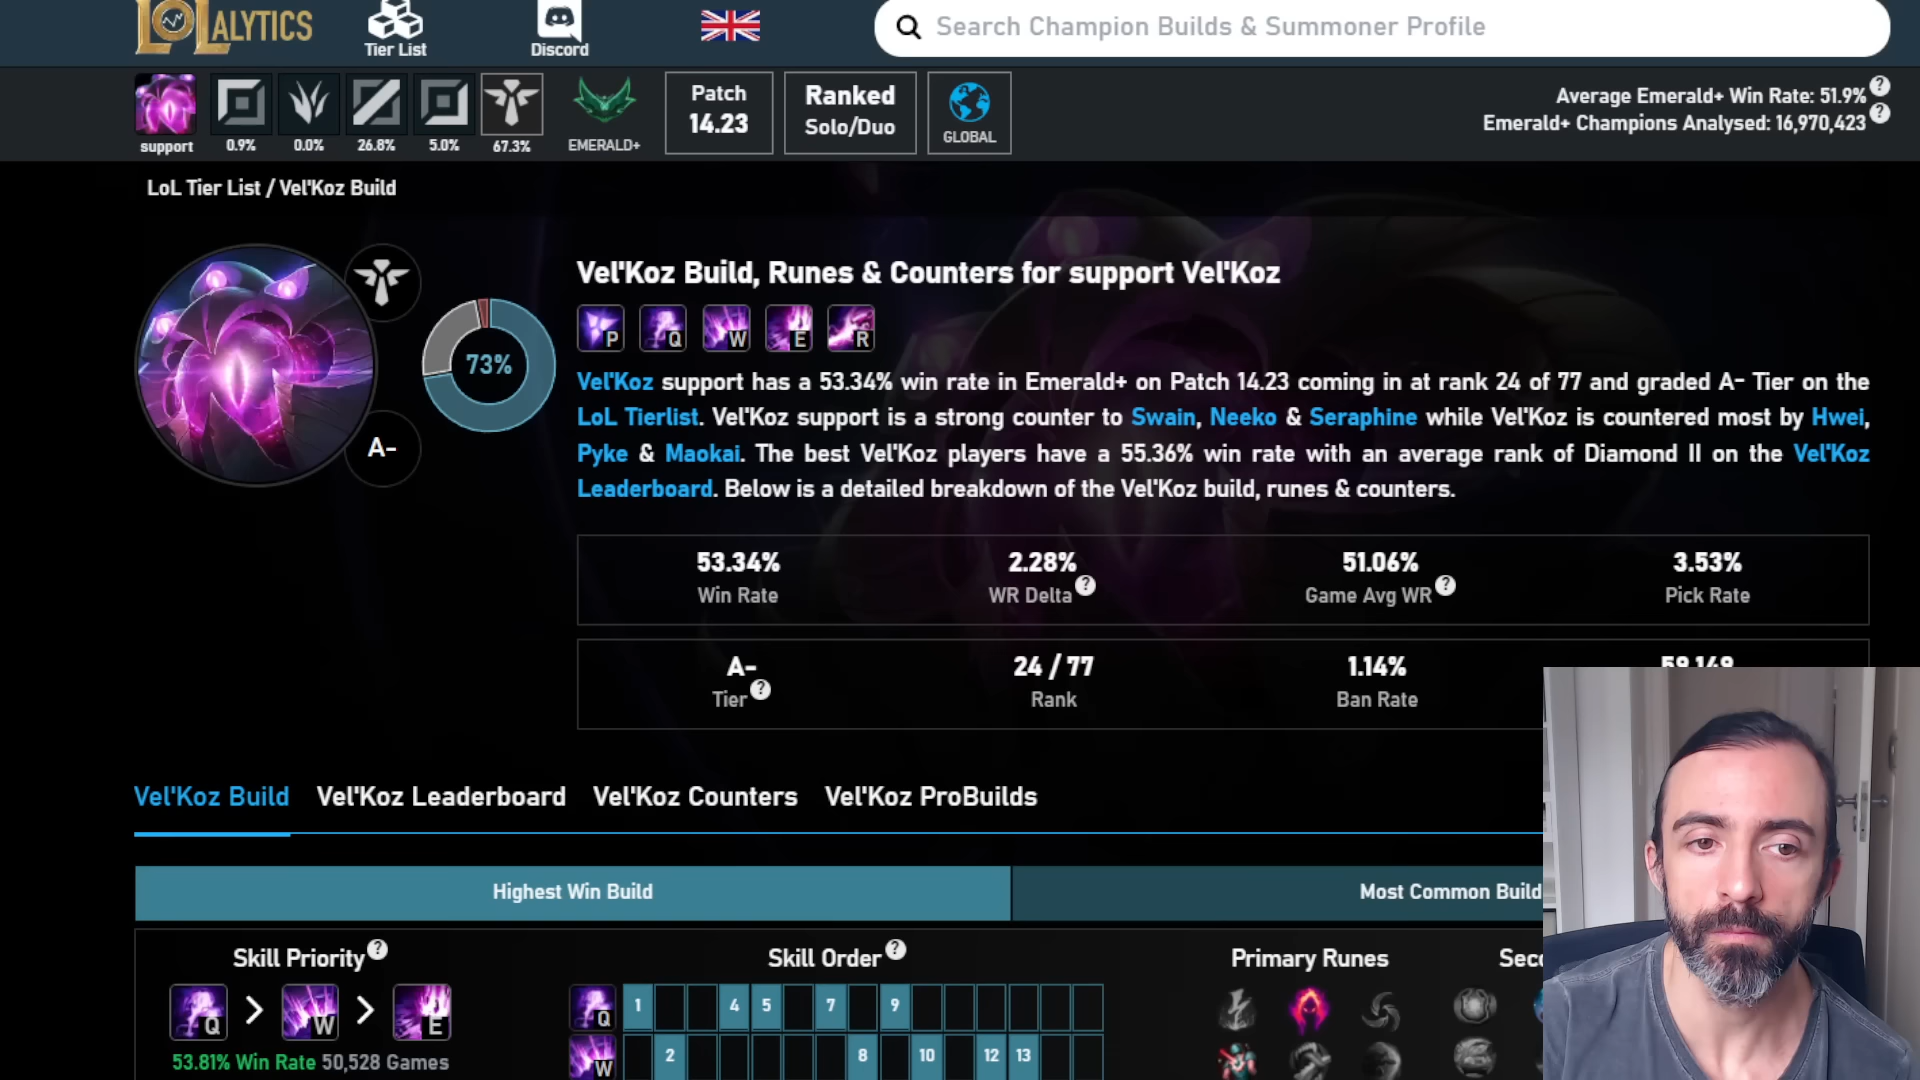 LOLALYTICS
Tier List
Discord
Search Champion Builds & Summoner Profile
support
0.9%
0.0%
26.8%
5.0%
67.3%
EMERALD+
Patch
14.23
Ranked
Solo/Duo
GLOBAL
Average Emerald+ Win Rate: 51.9% ?
Emerald+ Champions Analysed: 16,970,423 ?
LoL Tier List / Vel'Koz Build
73%
A-
Vel'Koz Build, Runes & Counters for support Vel'Koz
P Q W E R
Vel'Koz support has a 53.34% win rate in Emerald+ on Patch 14.23 coming in at rank 24 of 77 and graded A- Tier on the
LoL Tierlist. Vel'Koz support is a strong counter to Swain, Neeko & Seraphine while Vel'Koz is countered most by Hwei,
Pyke & Maokai. The best Vel'Koz players have a 55.36% win rate with an average rank of Diamond II on the Vel'Koz
Leaderboard. Below is a detailed breakdown of the Vel'Koz build, runes & counters.
53.34% 2.28% 51.06% 3.53%
Win Rate WR Delta ? Game Avg WR ? Pick Rate
A- 24 / 77 1.14%
Tier ? Rank Ban Rate
Vel'Koz Build Vel'Koz Leaderboard Vel'Koz Counters Vel'Koz ProBuilds
Highest Win Build Most Common Build
Skill Priority ? Skill Order ? Primary Runes
Q > W > E
53.81% Win Rate 50,528 Games
Q 1 4 5 7 9
W 2 8 10 12 13